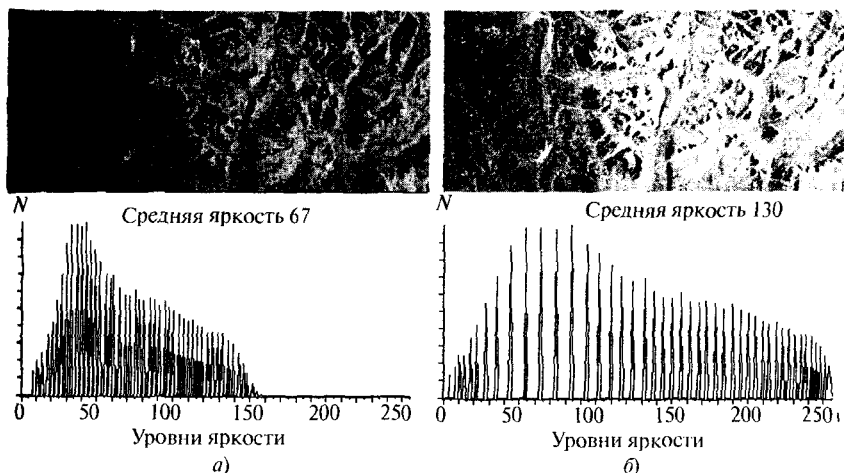 Средняя яркость 67
N
0 50 100 150 200 250
Уровни яркости
а)
Средняя яркость 130
N
0 50 100 150 200 250
Уровни яркости
б)